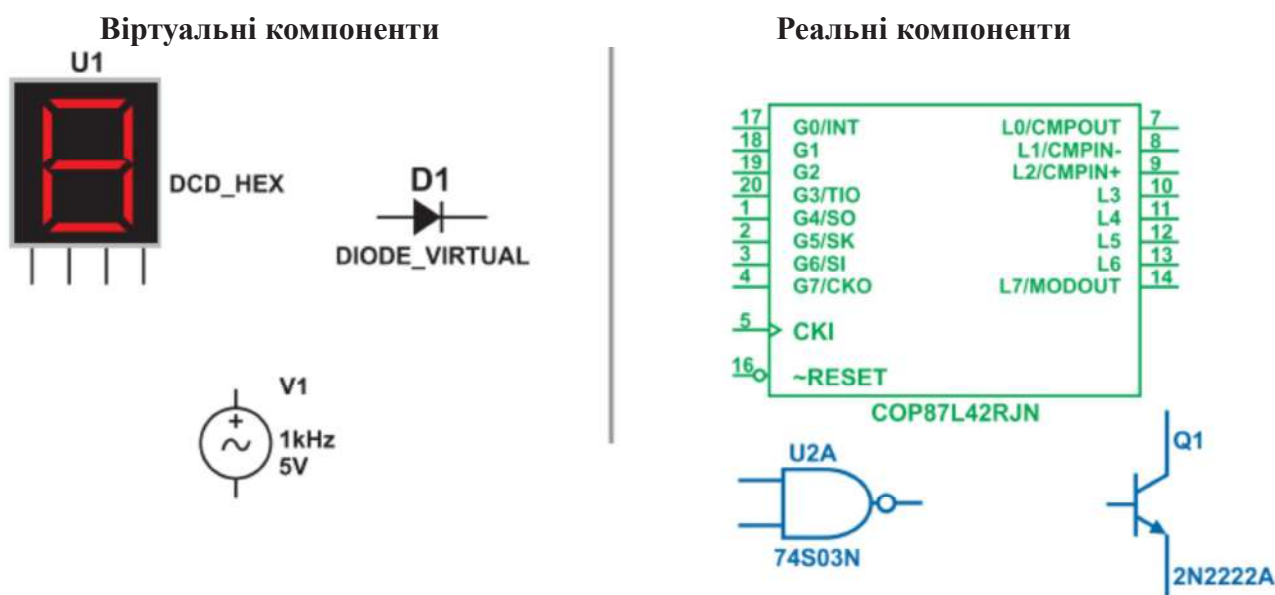 Віртуальні компоненти
U1
DCD_HEX
D1
DIODE_VIRTUAL
V1
1kHz
5V
Реальні компоненти
17 G0/INT L0/CMPOUT 7
18 G1 L1/CMPIN- 8
19 G2 L2/CMPIN+ 9
20 G3/TIO L3 10
1 G4/SO L4 11
2 G5/SK L5 12
3 G6/SI L6 13
4 G7/CKO L7/MODOUT 14
5 CKI
16 ~RESET
COP87L42RJN
U2A
74S03N
Q1
2N2222A